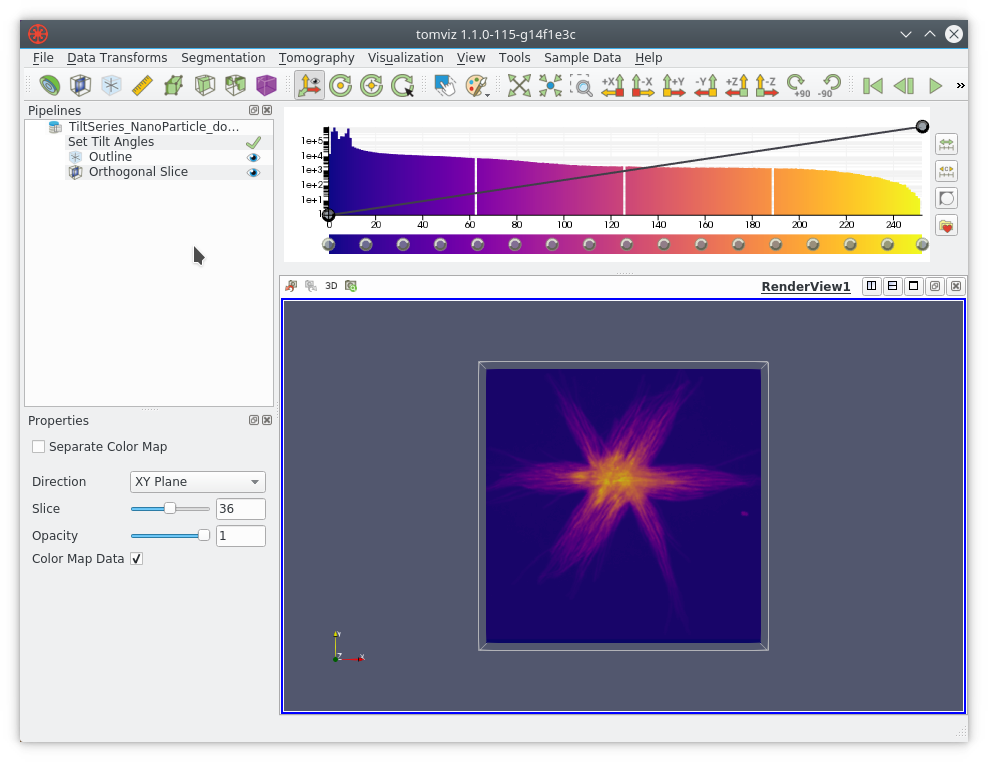 tomviz 1.1.0-115-g14f1e3c
File Data Transforms Segmentation Tomography Visualization View Tools Sample Data Help
+X -X +Y -Y +Z -Z +90 -90 »
Pipelines
TiltSeries_NanoParticle_do...
Set Tilt Angles
Outline
Orthogonal Slice
1e+5
1e+4
1e+3
1e+2
1e+1
1
0 20 40 60 80 100 120 140 160 180 200 220 240
3D RenderView1
Properties
Separate Color Map
Direction XY Plane
Slice 36
Opacity 1
Color Map Data
Y
Z X